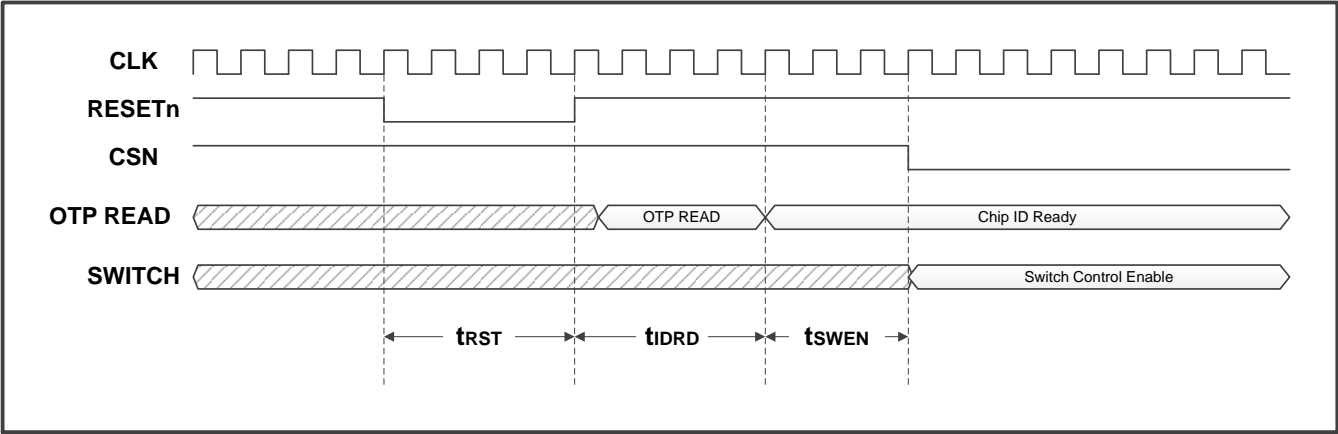 CLK
RESETn
CSN
OTP READ
OTP READ
Chip ID Ready
SWITCH
Switch Control Enable
tRST
tIDRD
tSWEN